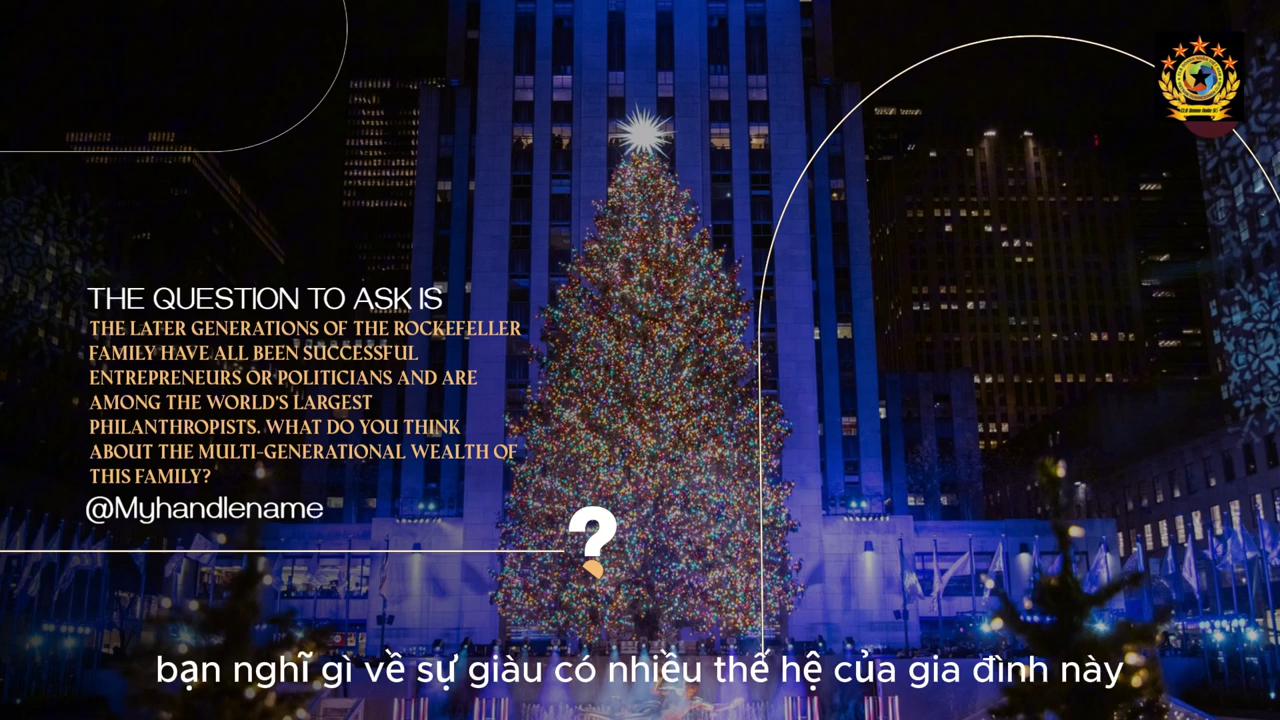 THE QUESTION TO ASK IS
THE LATER GENERATIONS OF THE ROCKEFELLER
FAMILY HAVE ALL BEEN SUCCESSFUL
ENTREPRENEURS OR POLITICIANS AND ARE
AMONG THE WORLD'S LARGEST
PHILANTHROPISTS. WHAT DO YOU THINK
ABOUT THE MULTI-GENERATIONAL WEALTH OF
THIS FAMILY?
@Myhandlename
?
bạn nghĩ gì về sự giàu có nhiều thế hệ của gia đình này